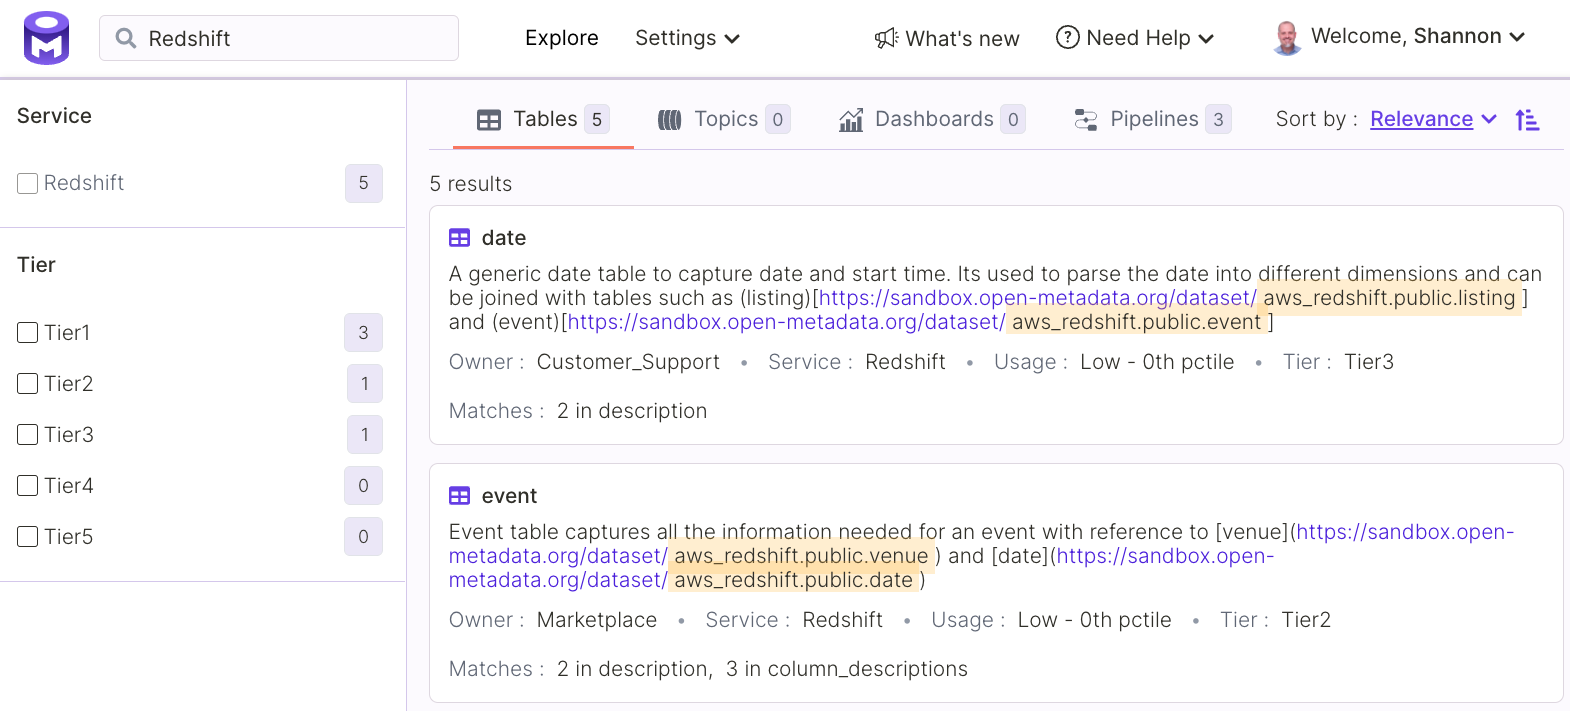 Redshift
Explore
Settings
What's new
Need Help
Welcome, Shannon
Service
Redshift 5
Tier
Tier1 3
Tier2 1
Tier3 1
Tier4 0
Tier5 0
Tables 5
Topics 0
Dashboards 0
Pipelines 3
Sort by : Relevance
5 results
date
A generic date table to capture date and start time. Its used to parse the date into different dimensions and can
be joined with tables such as (listing)[https://sandbox.open-metadata.org/dataset/ aws_redshift.public.listing ]
and (event)[https://sandbox.open-metadata.org/dataset/ aws_redshift.public.event ]
Owner : Customer_Support • Service : Redshift • Usage : Low - 0th pctile • Tier : Tier3
Matches : 2 in description
event
Event table captures all the information needed for an event with reference to [venue](https://sandbox.open-
metadata.org/dataset/ aws_redshift.public.venue ) and [date](https://sandbox.open-
metadata.org/dataset/ aws_redshift.public.date )
Owner : Marketplace • Service : Redshift • Usage : Low - 0th pctile • Tier : Tier2
Matches : 2 in description, 3 in column_descriptions